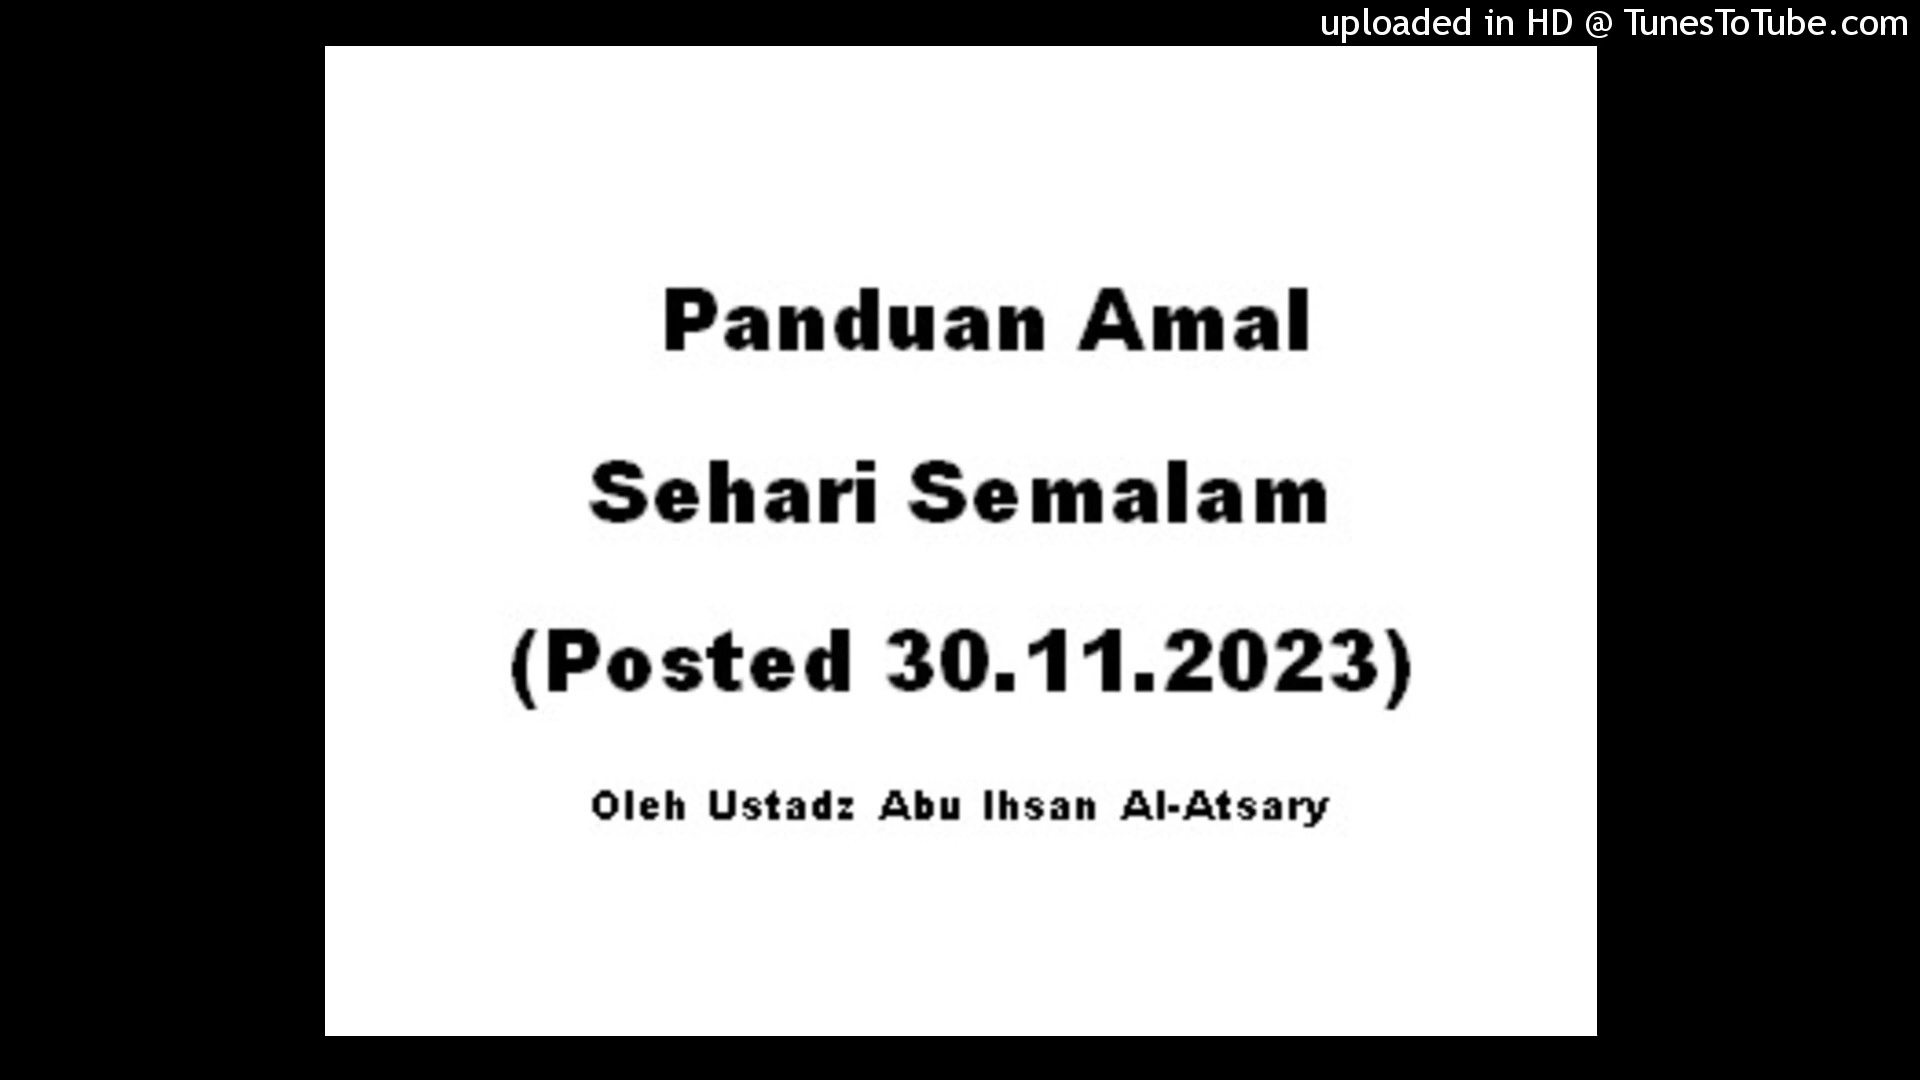 uploaded in HD @ TunesToTube.com
Panduan Amal
Sehari Semalam
(Posted 30.11.2023)
Oleh Ustadz Abu Ihsan Al-Atsary